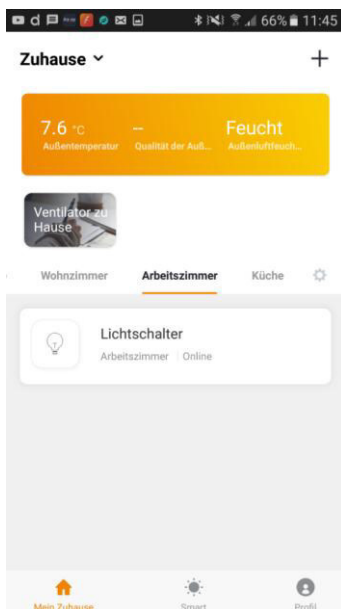 66% 11:45
Zuhause
7.6 °C -- Feucht
Außentemperatur Qualität der Auß... Außenluftfeuch...
Ventilator zu
Hause
Wohnzimmer Arbeitszimmer Küche
Lichtschalter
Arbeitszimmer Online
Mein Zuhause Smart Profil